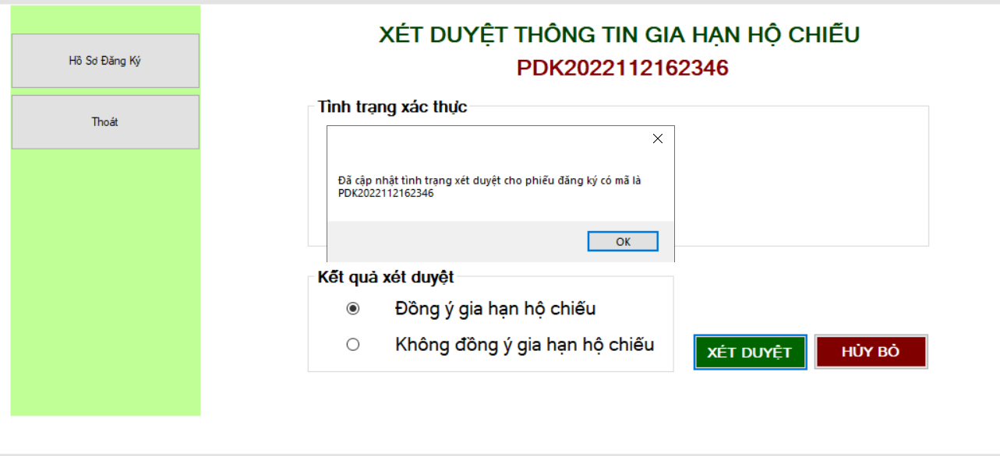 Hồ Sơ Đăng Ký
Thoát
XÉT DUYỆT THÔNG TIN GIA HẠN HỘ CHIẾU
PDK2022112162346
Tình trạng xác thực
Đã cập nhật tình trạng xét duyệt cho phiếu đăng ký có mã là
PDK2022112162346
OK
Kết quả xét duyệt
Đồng ý gia hạn hộ chiếu
Không đồng ý gia hạn hộ chiếu
XÉT DUYỆT
HỦY BỎ